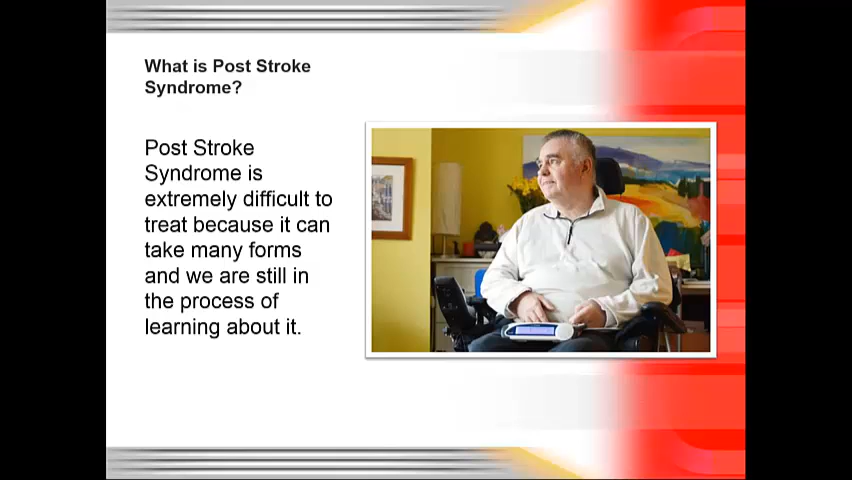 What is Post Stroke
Syndrome?
Post Stroke
Syndrome is
extremely difficult to
treat because it can
take many forms
and we are still in
the process of
learning about it.